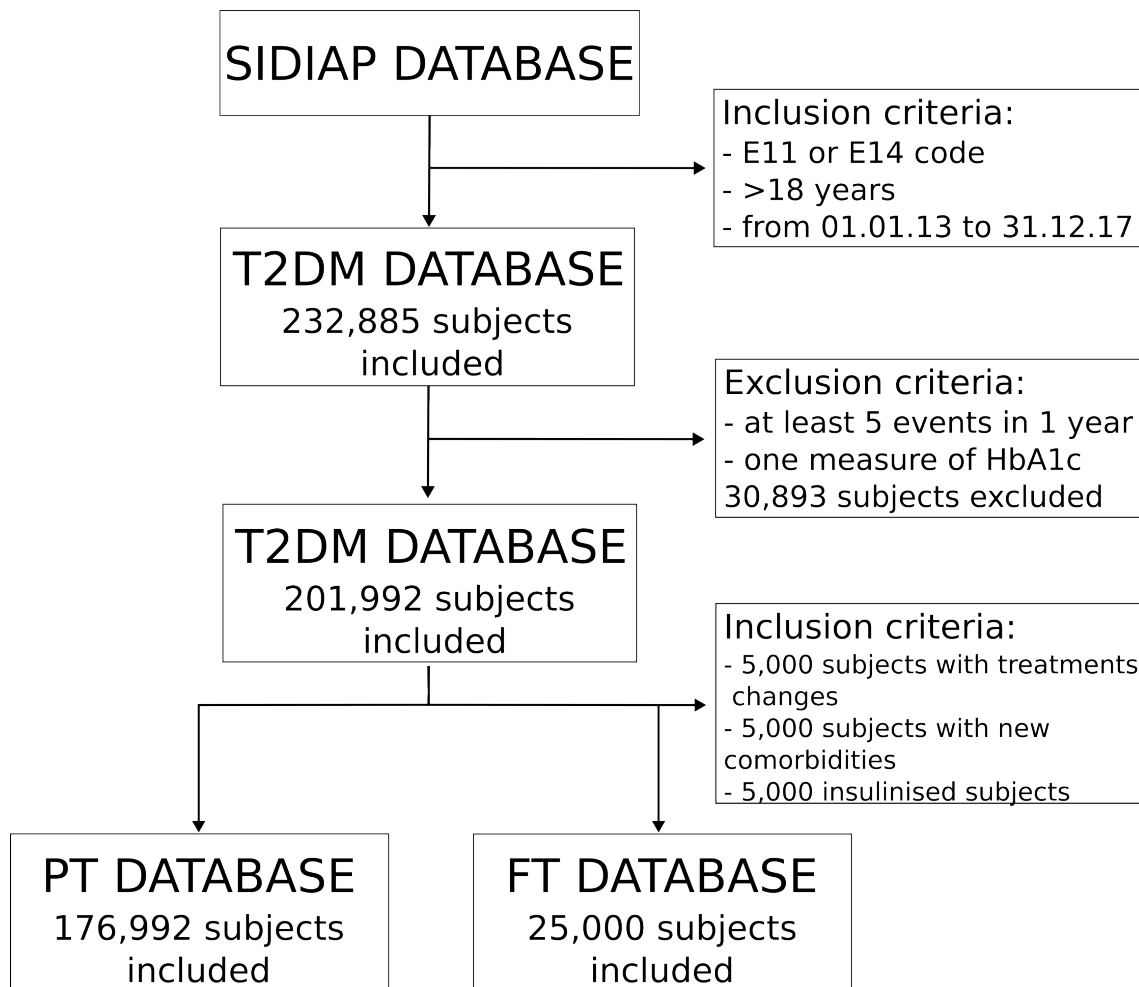 SIDIAP DATABASE
Inclusion criteria:
- E11 or E14 code
- >18 years
- from 01.01.13 to 31.12.17
T2DM DATABASE
232,885 subjects
included
Exclusion criteria:
- at least 5 events in 1 year
- one measure of HbA1c
30,893 subjects excluded
T2DM DATABASE
201,992 subjects
included
Inclusion criteria:
- 5,000 subjects with treatments
changes
- 5,000 subjects with new
comorbidities
- 5,000 insulinised subjects
PT DATABASE
176,992 subjects
included
FT DATABASE
25,000 subjects
included